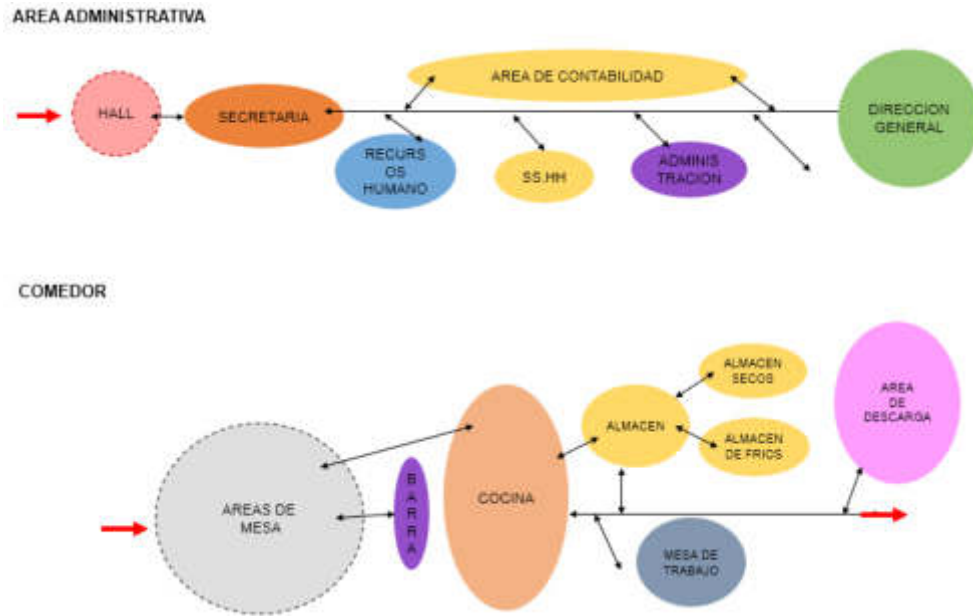 AREA ADMINISTRATIVA
HALL
SECRETARIA
AREA DE CONTABILIDAD
DIRECCION
GENERAL
RECURS
OS
HUMANO
SS.HH
ADMINIS
TRACION
COMEDOR
AREAS DE
MESA
BARRA
COCINA
ALMACEN
ALMACEN
SECOS
ALMACEN
DE FRIOS
AREA
DE
DESCARGA
MESA DE
TRABAJO